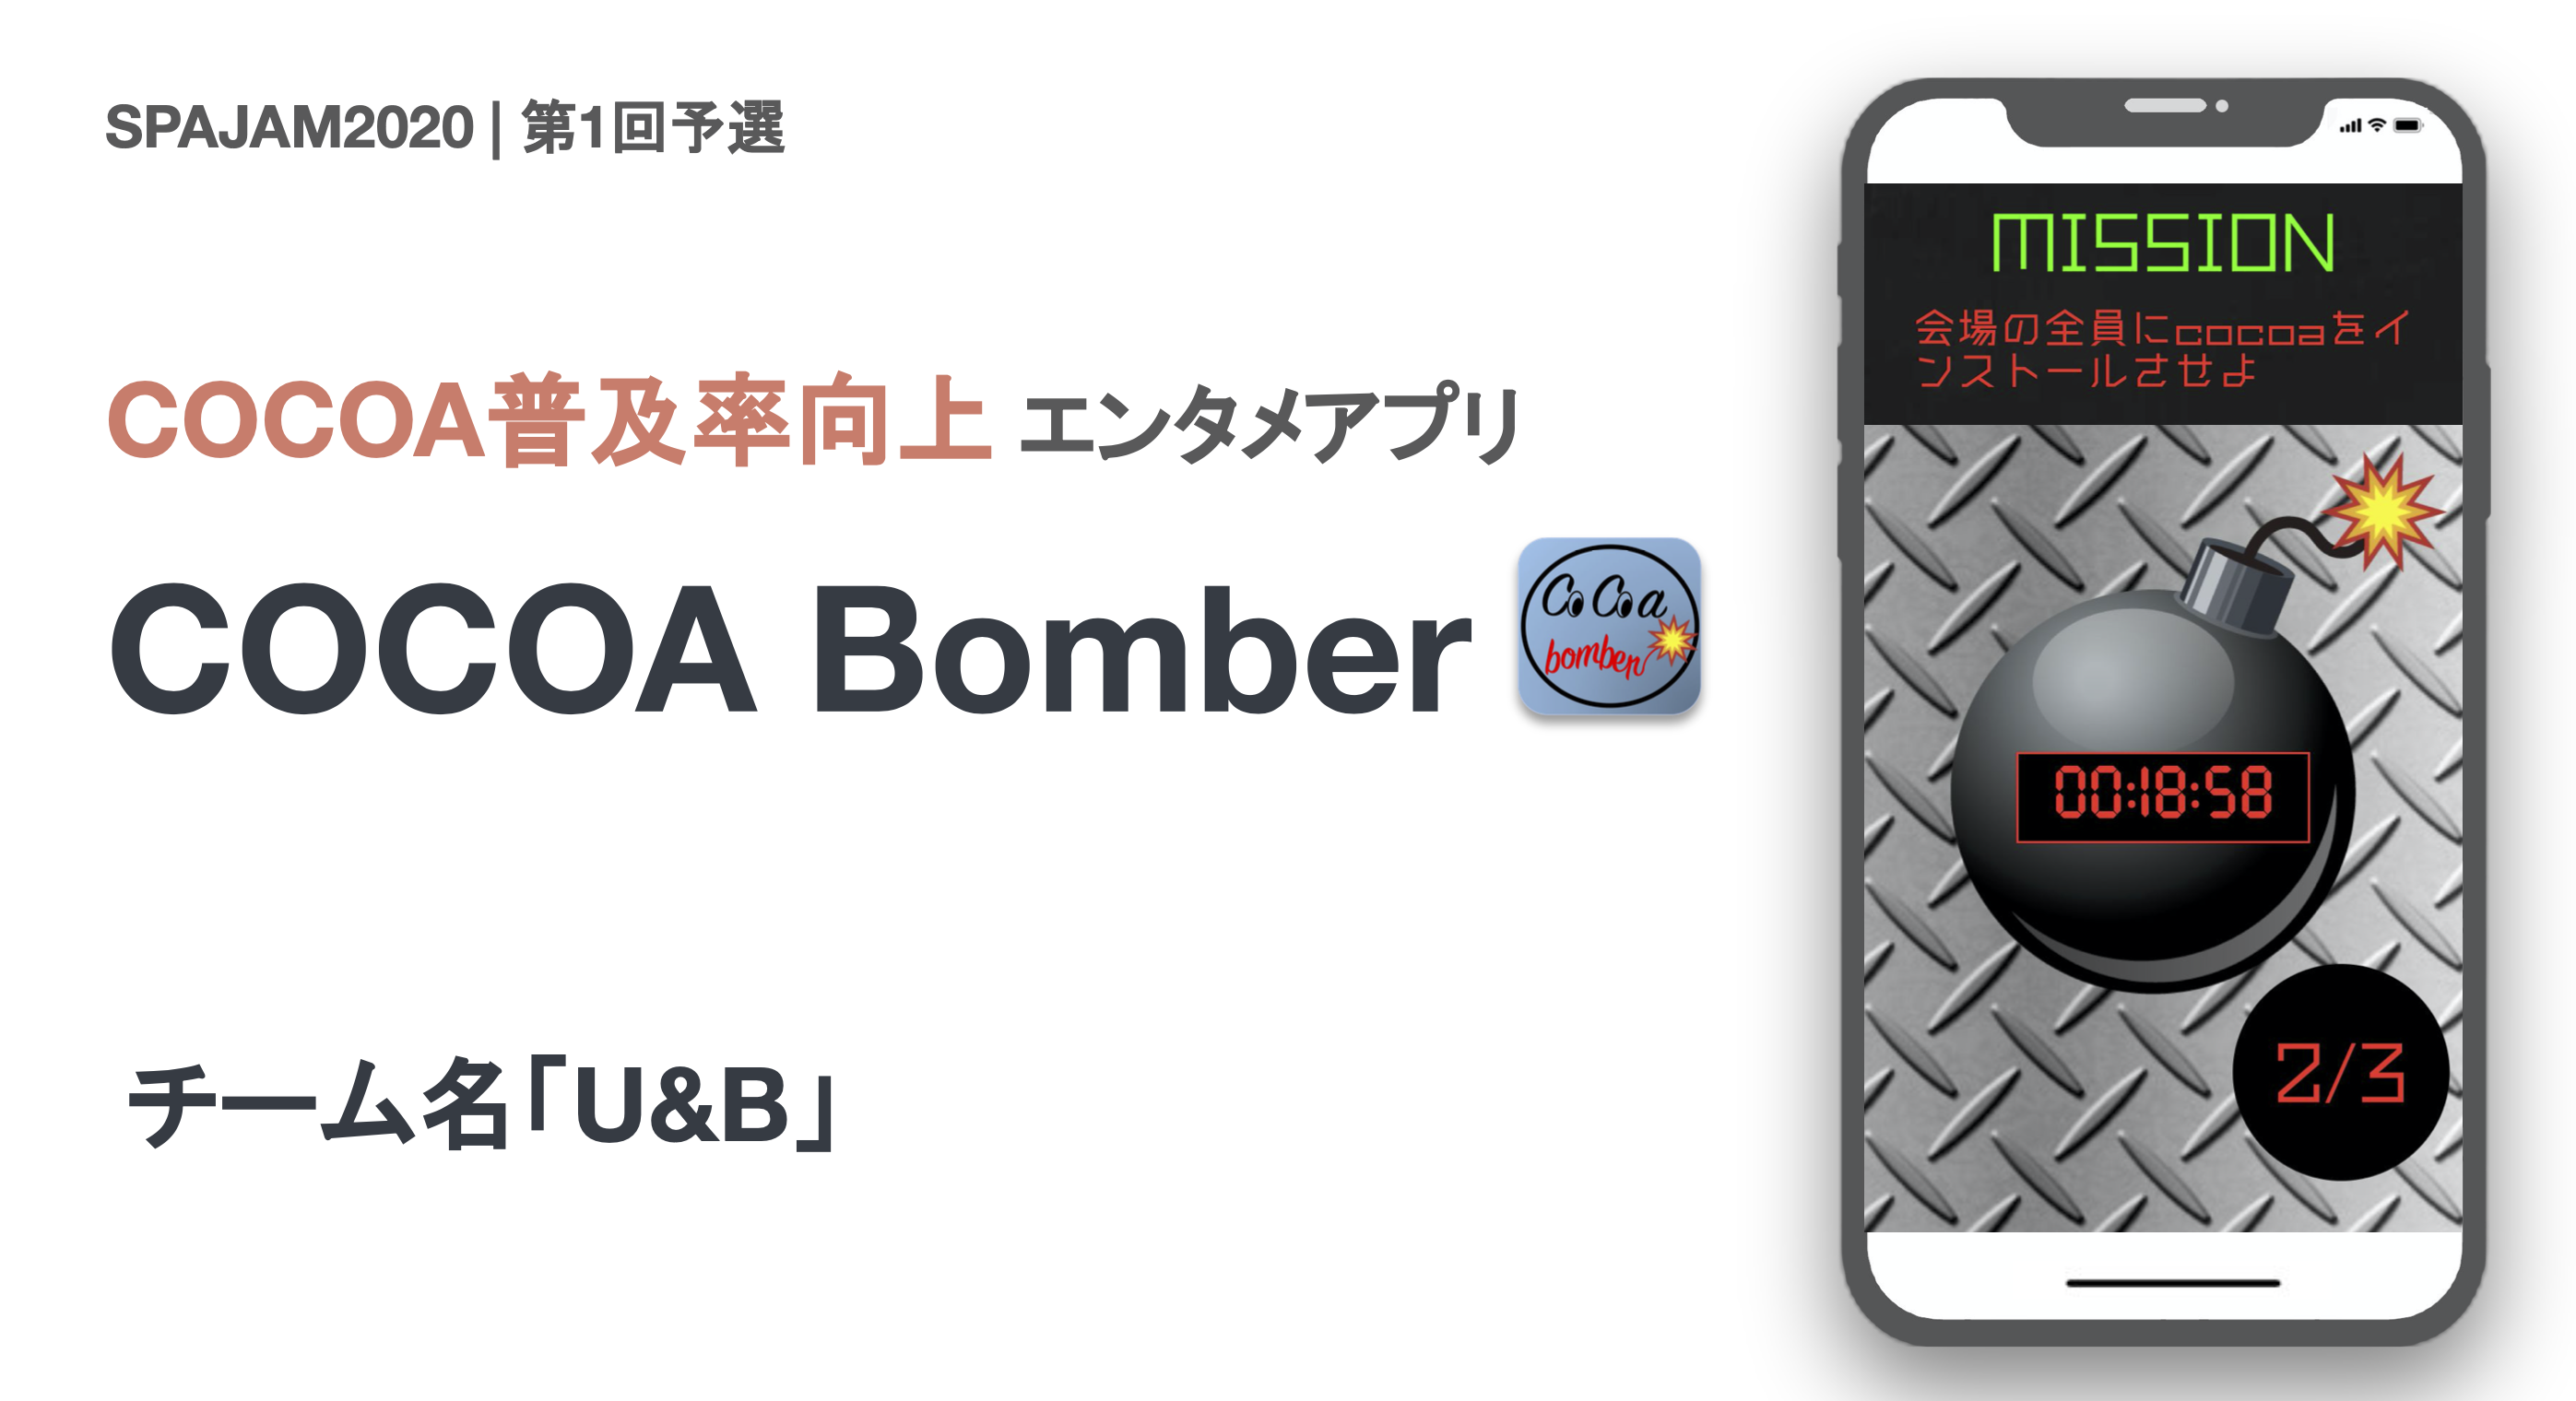 SPAJAM2020 | 第1回予選
COCOA普及率向上 エンタメアプリ
COCOA Bomber
CoCoa
bomber
チーム名「U&B」
MISSION
会場の全員にcocoaをイ
ンストールさせよ
00:18:58
2/3